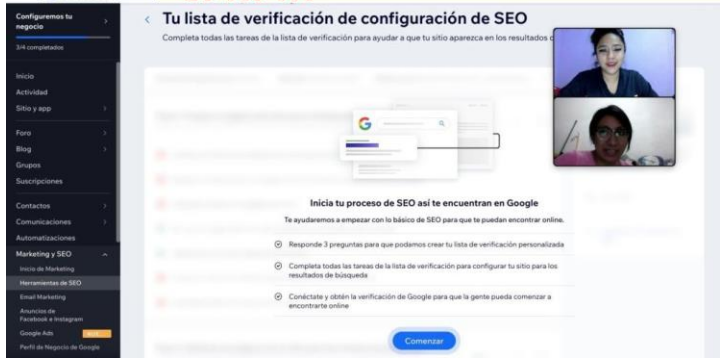 Configuremos tu
negocio
3/4 completados
Inicio
Actividad
Sitio y app
Foro
Blog
Grupos
Suscripciones
Contactos
Comunicaciones
Automatizaciones
Marketing y SEO
Inicio de Marketing
Herramientas de SEO
Email Marketing
Anuncios de
Facebook e Instagram
Google Ads
Perfil de Negocio de Google
Tu lista de verificación de configuración de SEO
Completa todas las tareas de la lista de verificación para ayudar a que tu sitio aparezca en los resultados
G
Inicia tu proceso de SEO así te encuentran en Google
Te ayudaremos a empezar con lo básico de SEO para que te puedan encontrar online.
Responde 3 preguntas para que podamos crear tu lista de verificación personalizada
Completa todas las tareas de la lista de verificación para configurar tu sitio para los
resultados de búsqueda
Conéctate y obtén la verificación de Google para que la gente pueda comenzar a
encontrarte online
Comenzar